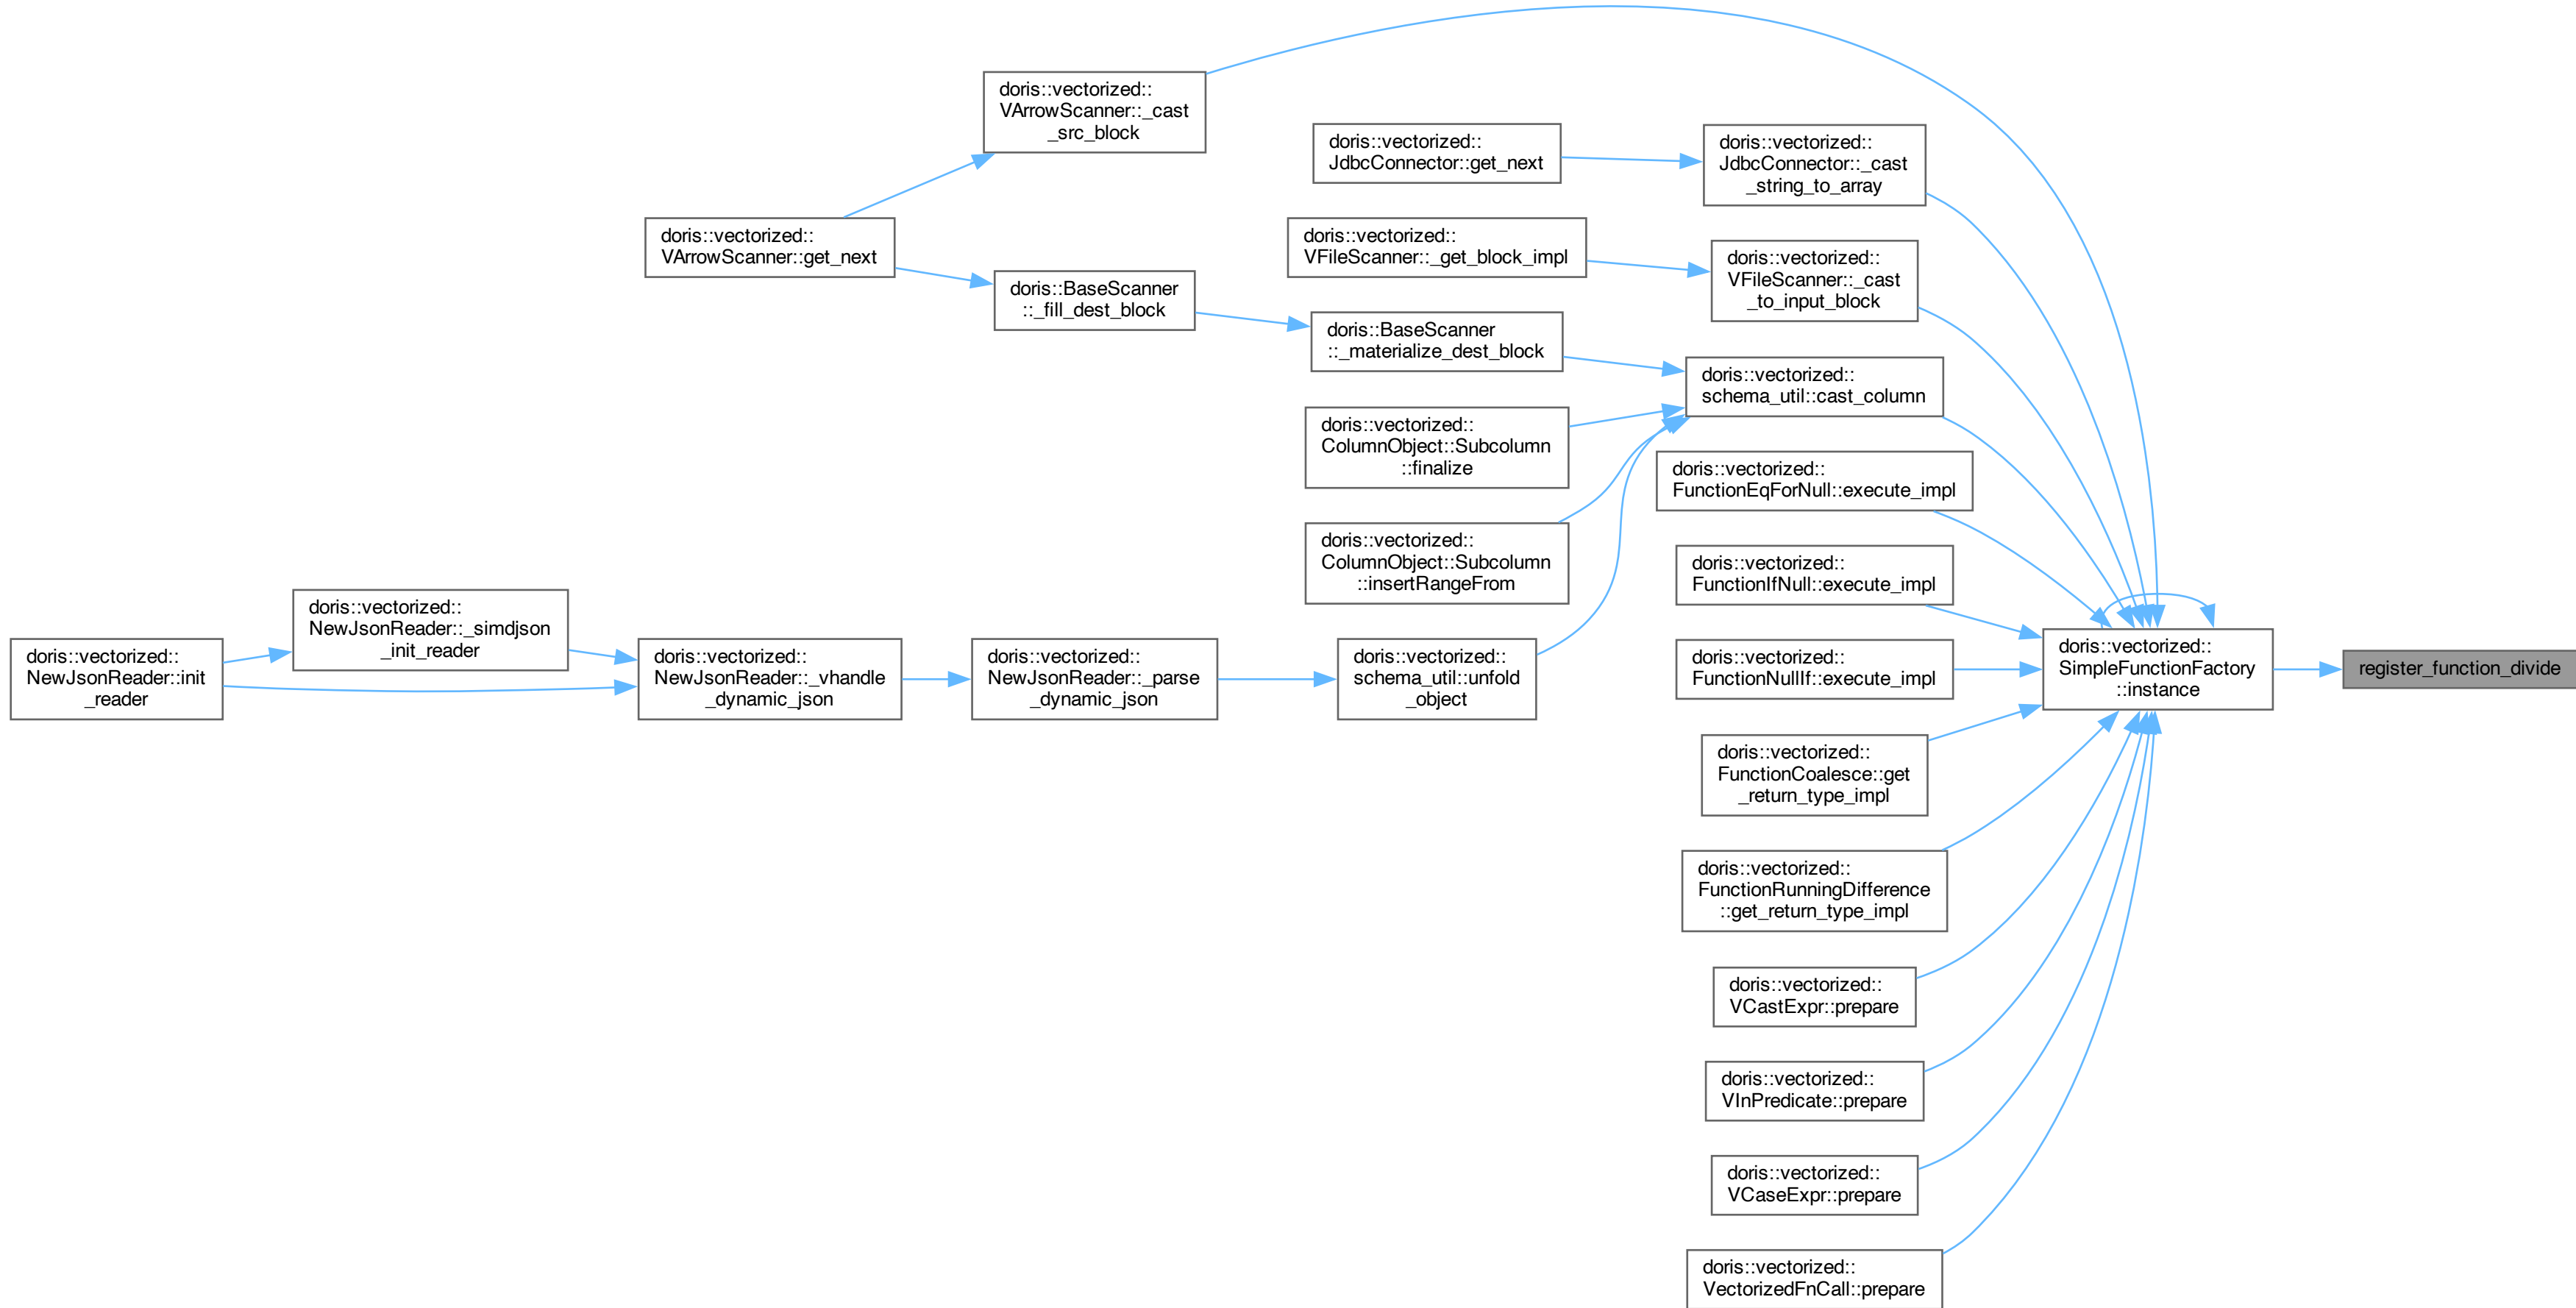 doris::vectorized::
VArrowScanner::_cast
_src_block
doris::vectorized::
JdbcConnector::get_next
doris::vectorized::
JdbcConnector::_cast
_string_to_array
doris::vectorized::
VArrowScanner::get_next
doris::vectorized::
VFileScanner::_get_block_impl
doris::vectorized::
VFileScanner::_cast
_to_input_block
doris::BaseScanner
::_fill_dest_block
doris::BaseScanner
::_materialize_dest_block
doris::vectorized::
schema_util::cast_column
doris::vectorized::
ColumnObject::Subcolumn
::finalize
doris::vectorized::
FunctionEqForNull::execute_impl
doris::vectorized::
ColumnObject::Subcolumn
::insertRangeFrom
doris::vectorized::
FunctionIfNull::execute_impl
doris::vectorized::
NewJsonReader::init
_reader
doris::vectorized::
NewJsonReader::_simdjson
_init_reader
doris::vectorized::
NewJsonReader::_vhandle
_dynamic_json
doris::vectorized::
NewJsonReader::_parse
_dynamic_json
doris::vectorized::
schema_util::unfold
_object
doris::vectorized::
FunctionNullIf::execute_impl
doris::vectorized::
SimpleFunctionFactory
::instance
register_function_divide
doris::vectorized::
FunctionCoalesce::get
_return_type_impl
doris::vectorized::
FunctionRunningDifference
::get_return_type_impl
doris::vectorized::
VCastExpr::prepare
doris::vectorized::
VInPredicate::prepare
doris::vectorized::
VCaseExpr::prepare
doris::vectorized::
VectorizedFnCall::prepare